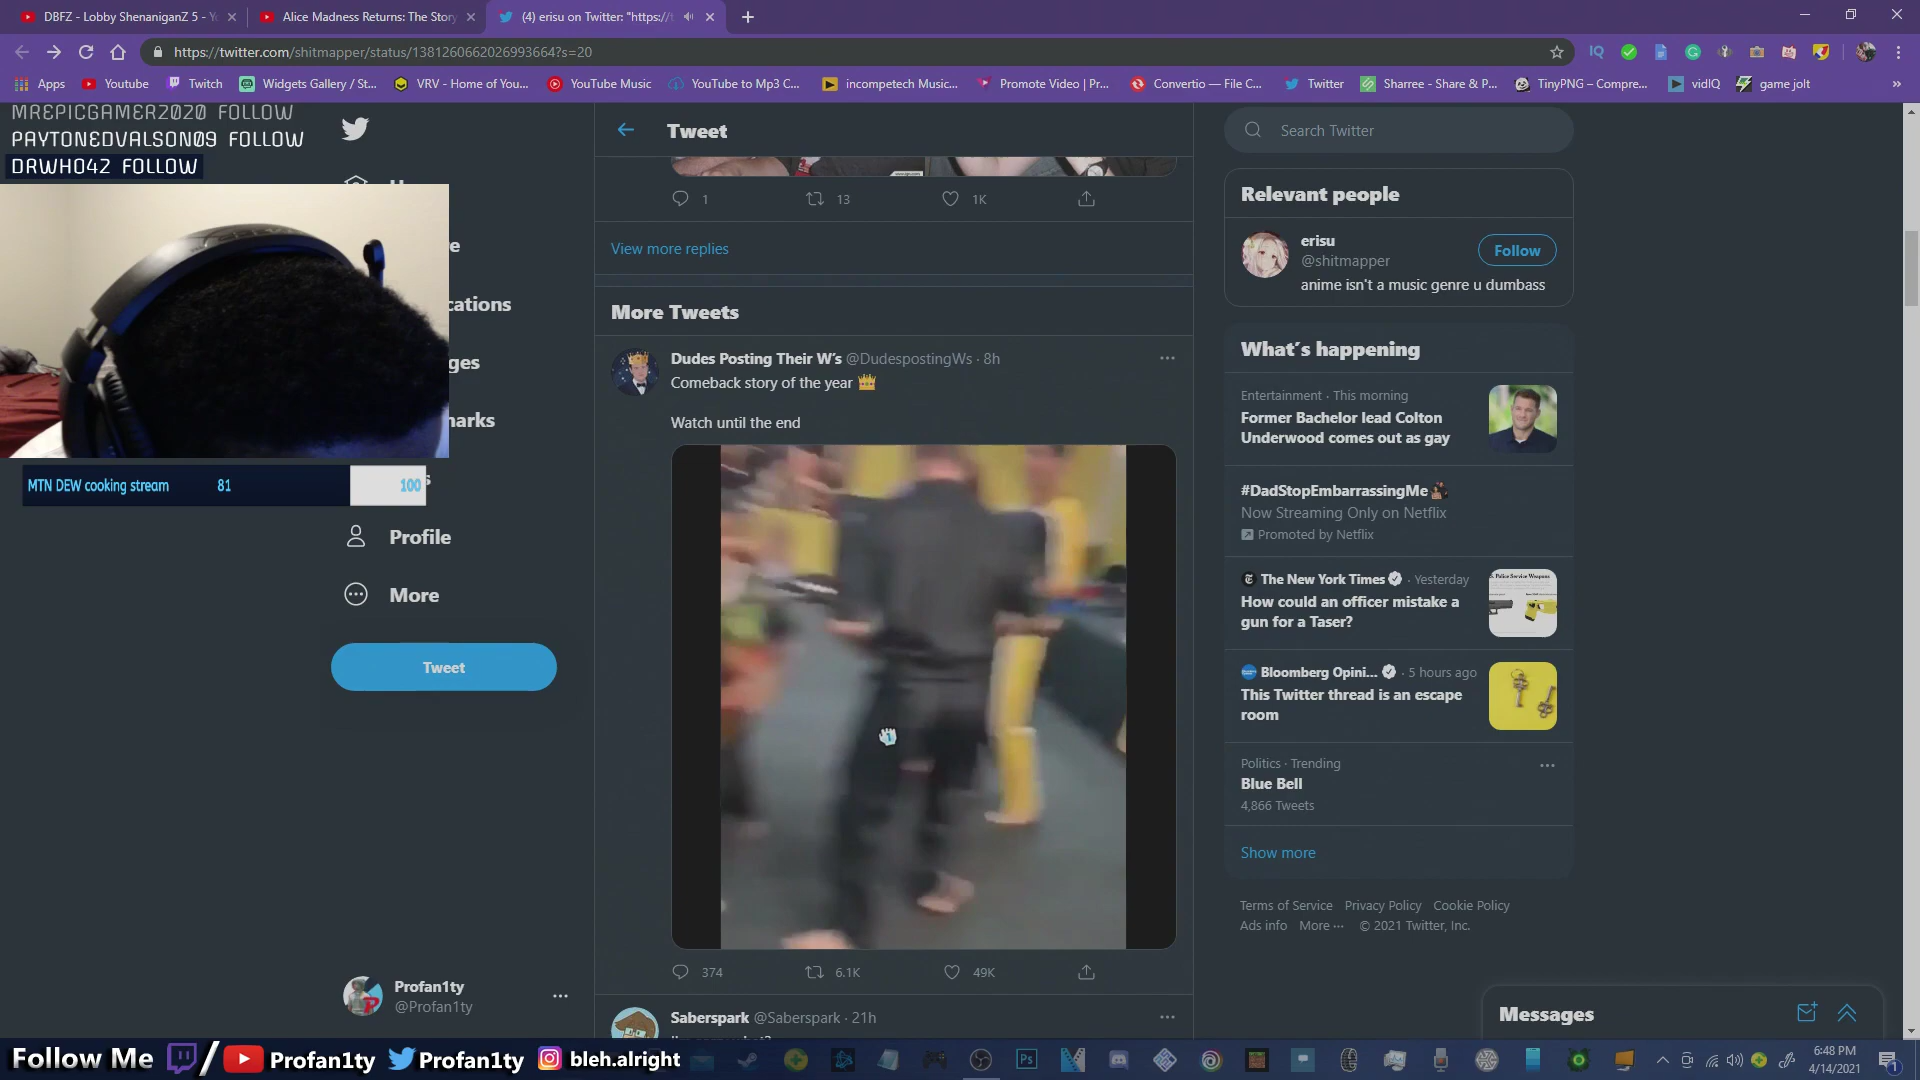 DBFZ - Lobby ShenaniganZ 5 - Y
Alice Madness Returns: The Story
(4) erisu on Twitter: "https://t
https://twitter.com/shitmapper/status/1381260662026993664?s=20
Apps
Youtube
Twitch
Widgets Gallery / St...
VRV - Home of You...
YouTube Music
YouTube to Mp3 C...
incompetech Music...
Promote Video | Pr...
Convertio — File C...
Twitter
Sharree - Share & P...
TinyPNG – Compre...
vidIQ
game jolt
MREPICGAMER2020 FOLLOW
PAYTONEDVALSON09 FOLLOW
DRWHO42 FOLLOW
cations
ges
marks
MTN DEW cooking stream 81 100
Profile
More
Tweet
Profan1ty
@Profan1ty
Tweet
1 13 1K
View more replies
More Tweets
Dudes Posting Their W's @DudespostingWs · 8h
Comeback story of the year
Watch until the end
374 6.1K 49K
Saberspark @Saberspark · 21h
Search Twitter
Relevant people
erisu
@shitmapper
Follow
anime isn't a music genre u dumbass
What's happening
Entertainment · This morning
Former Bachelor lead Colton
Underwood comes out as gay
#DadStopEmbarrassingMe
Now Streaming Only on Netflix
Promoted by Netflix
The New York Times · Yesterday
How could an officer mistake a
gun for a Taser?
Bloomberg Opini... · 5 hours ago
This Twitter thread is an escape
room
Politics · Trending
Blue Bell
4,866 Tweets
Show more
Terms of Service Privacy Policy Cookie Policy
Ads info More ··· © 2021 Twitter, Inc.
Messages
Follow Me / Profan1ty Profan1ty bleh.alright
6:48 PM
4/14/2021